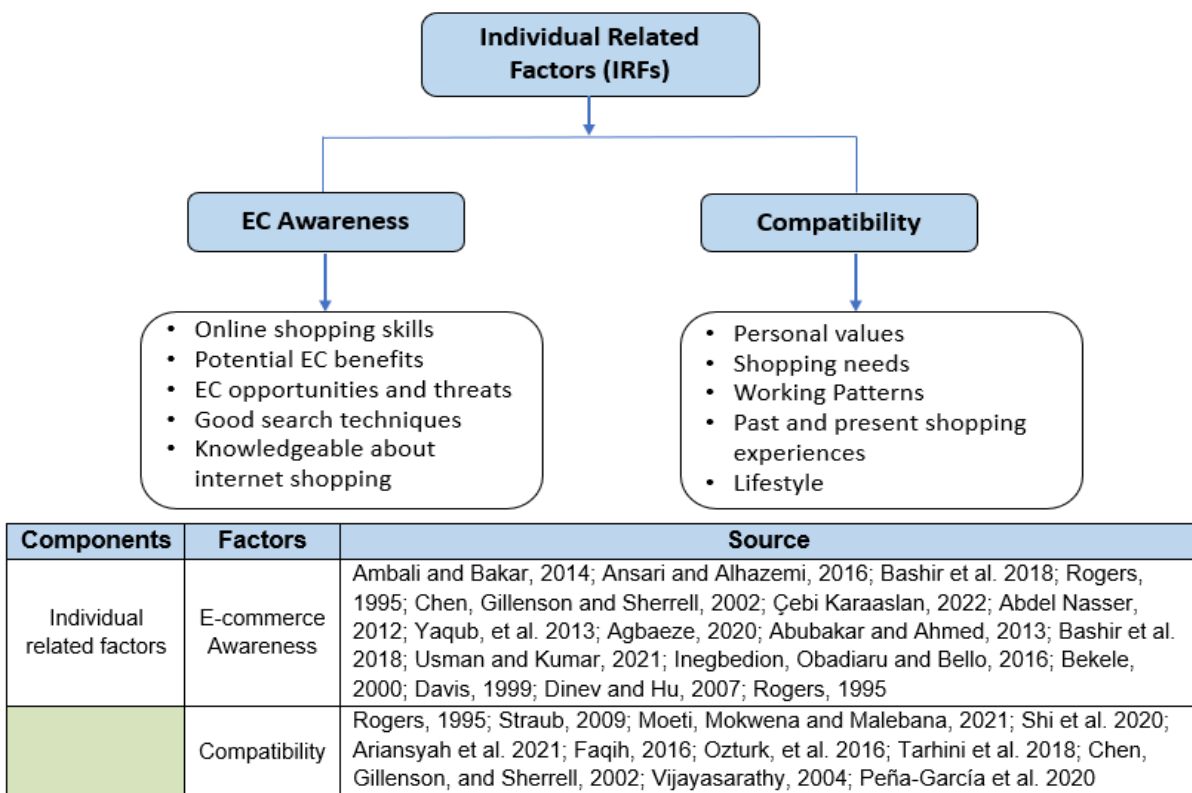 Individual Related
Factors (IRFs)
EC Awareness
Compatibility
• Online shopping skills
• Potential EC benefits
• EC opportunities and threats
• Good search techniques
• Knowledgeable about
internet shopping
• Personal values
• Shopping needs
• Working Patterns
• Past and present shopping
experiences
• Lifestyle
Components Factors Source
Individual
related factors
E-commerce
Awareness
Ambali and Bakar, 2014; Ansari and Alhazemi, 2016; Bashir et al. 2018; Rogers,
1995; Chen, Gillenson and Sherrell, 2002; Çebi Karaaslan, 2022; Abdel Nasser,
2012; Yaqub, et al. 2013; Agbaeze, 2020; Abubakar and Ahmed, 2013; Bashir et al.
2018; Usman and Kumar, 2021; Inegbedion, Obadiaru and Bello, 2016; Bekele,
2000; Davis, 1999; Dinev and Hu, 2007; Rogers, 1995
Compatibility
Rogers, 1995; Straub, 2009; Moeti, Mokwena and Malebana, 2021; Shi et al. 2020;
Ariansyah et al. 2021; Faqih, 2016; Ozturk, et al. 2016; Tarhini et al. 2018; Chen,
Gillenson, and Sherrell, 2002; Vijayasarathy, 2004; Peña-García et al. 2020